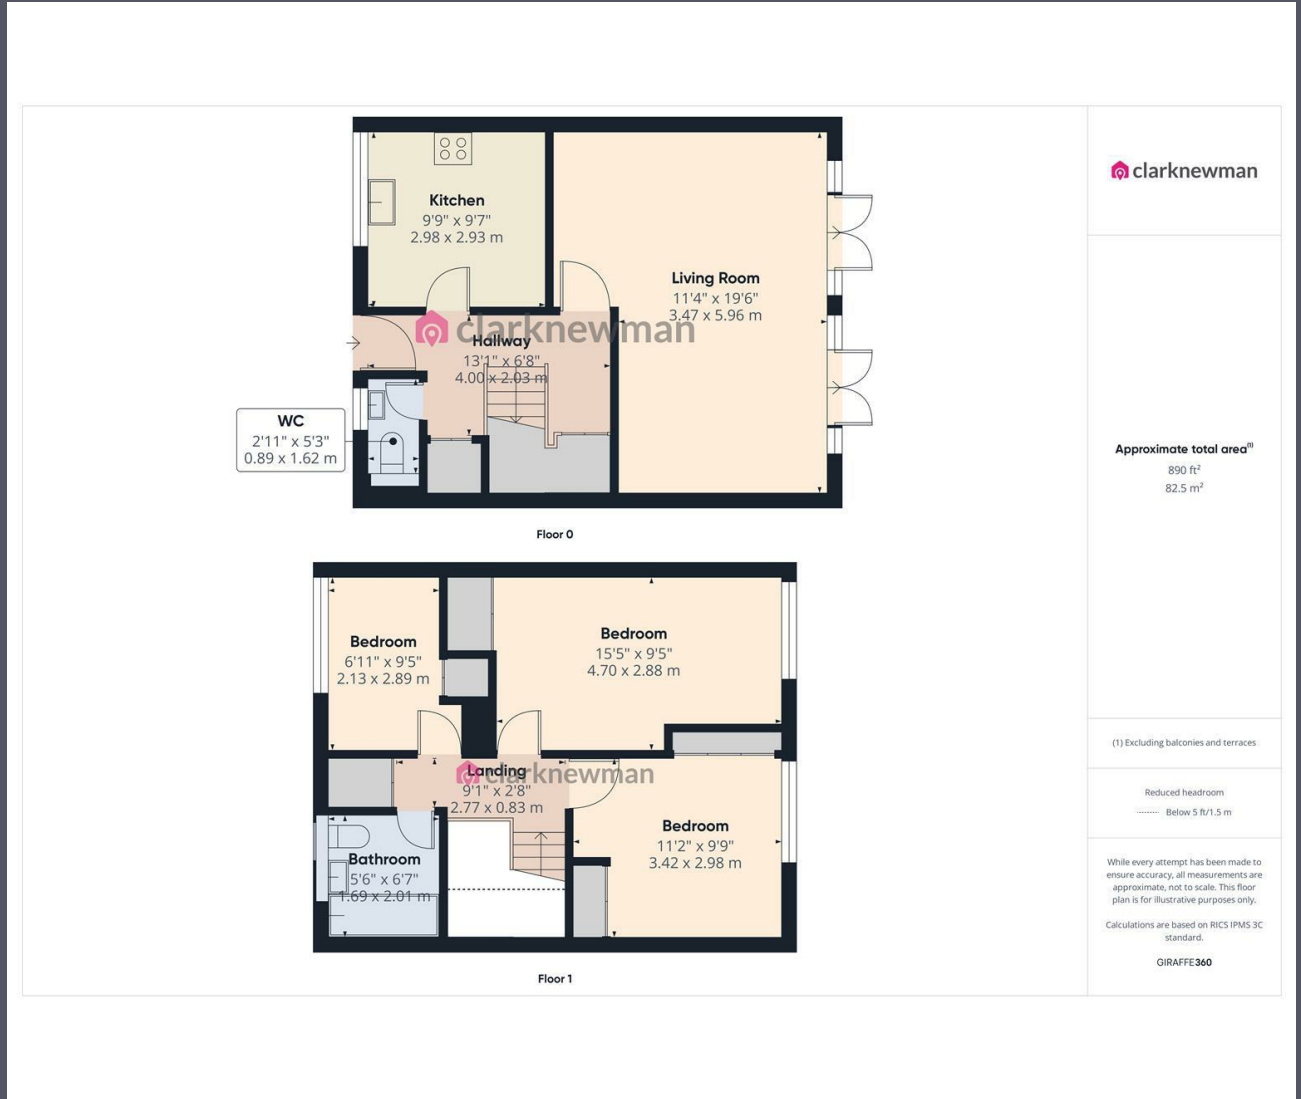 Kitchen
9'9" x 9'7"
2.98 x 2.93 m
Living Room
11'4" x 19'6"
3.47 x 5.96 m
clarknewman
Hallway
13'1" x 6'8"
4.00 x 2.03 m
WC
2'11" x 5'3"
0.89 x 1.62 m
Floor 0
Bedroom
6'11" x 9'5"
2.13 x 2.89 m
Bedroom
15'5" x 9'5"
4.70 x 2.88 m
clarknewman
Landing
9'1" x 2'8"
2.77 x 0.83 m
Bedroom
11'2" x 9'9"
3.42 x 2.98 m
Bathroom
5'6" x 6'7"
1.69 x 2.01 m
Floor 1
clarknewman
Approximate total area(1)
890 ft²
82.5 m²
(1) Excluding balconies and terraces
Reduced headroom
Below 5 ft/1.5 m
While every attempt has been made to
ensure accuracy, all measurements are
approximate, not to scale. This floor
plan is for illustrative purposes only.
Calculations are based on RICS IPMS 3C
standard.
GIRAFFE360